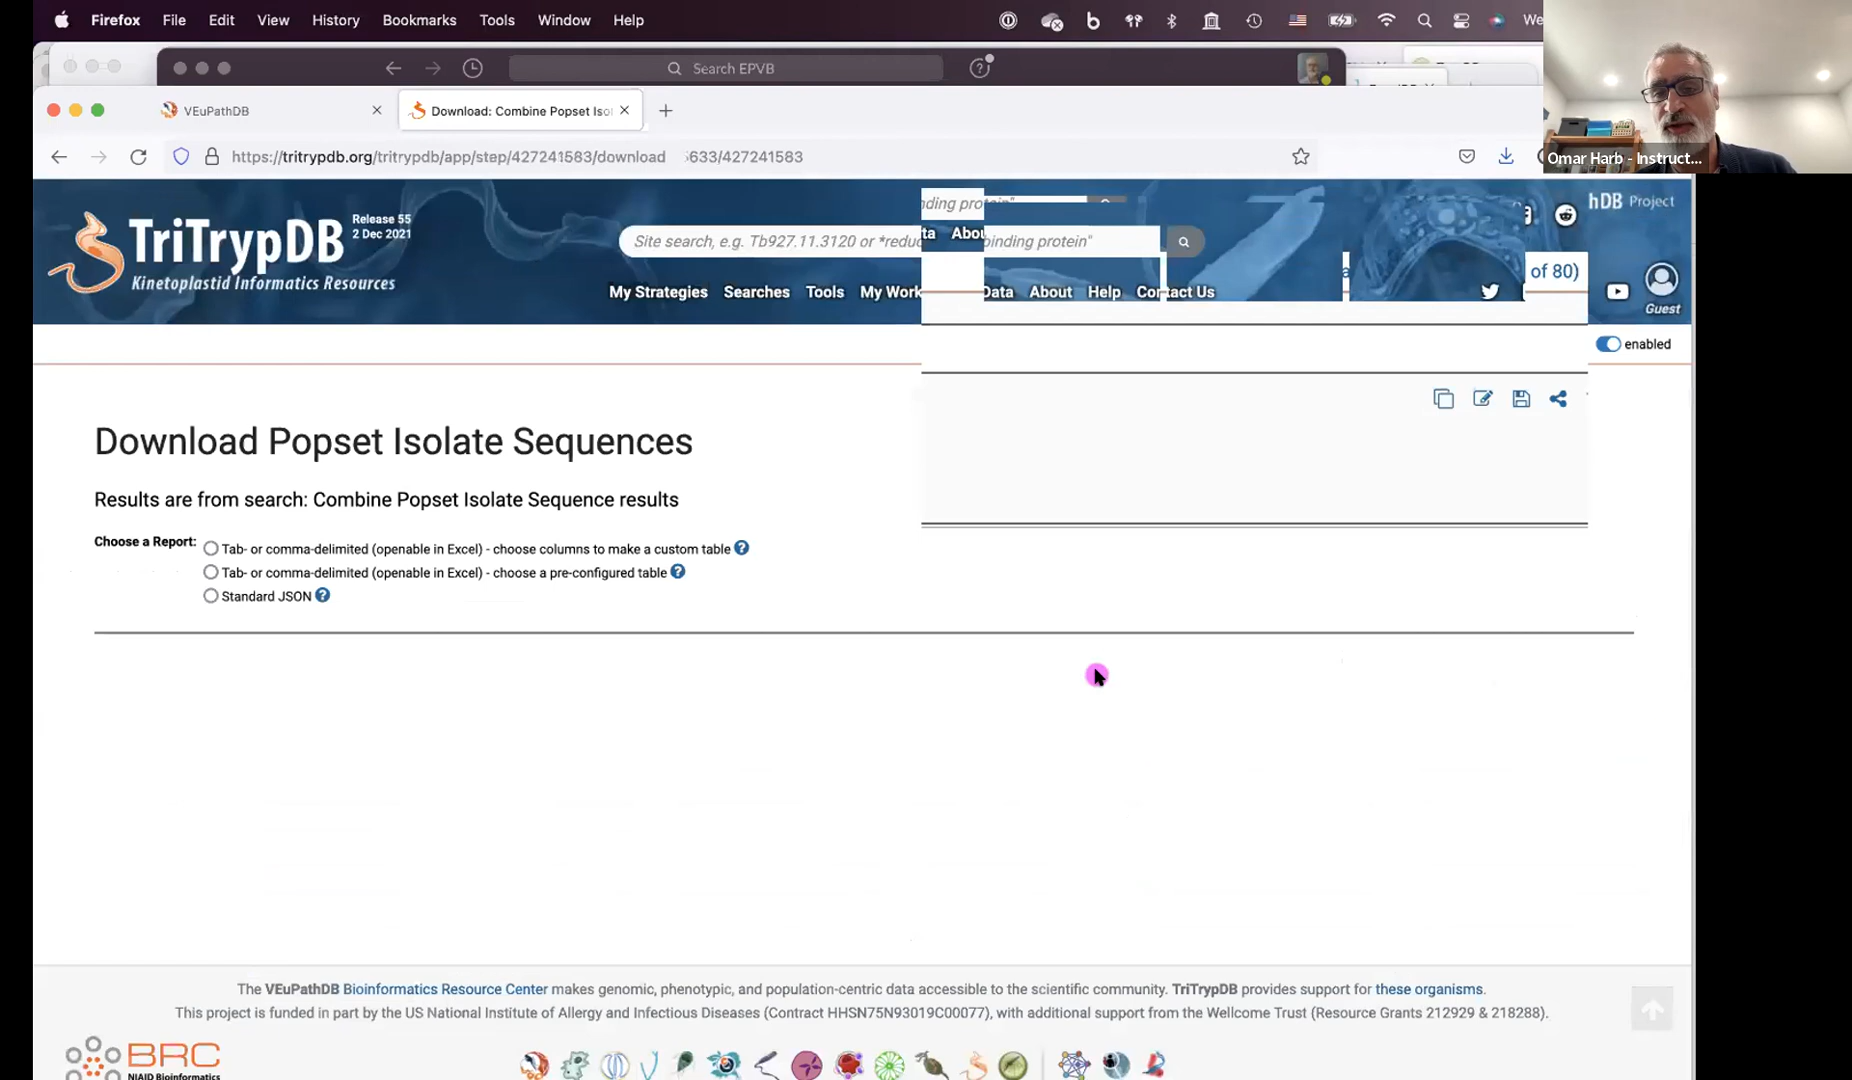 Firefox File Edit View History Bookmarks Tools Window Help We
Search EPVB
VEuPathDB
Download: Combine Popset Iso
https://tritrypdb.org/tritrypdb/app/step/427241583/download 5633/427241583
Omar Harb - Instruct...
TriTrypDB
Release 55
2 Dec 2021
Kinetoplastid Informatics Resources
nding protein"
hDB Project
Site search, e.g. Tb927.11.3120 or *reduc
ta Abou
binding protein"
of 80)
My Strategies Searches Tools My Work Data About Help Contact Us
Guest
enabled
Download Popset Isolate Sequences
Results are from search: Combine Popset Isolate Sequence results
Choose a Report:
Tab- or comma-delimited (openable in Excel) - choose columns to make a custom table
Tab- or comma-delimited (openable in Excel) - choose a pre-configured table
Standard JSON
The VEuPathDB Bioinformatics Resource Center makes genomic, phenotypic, and population-centric data accessible to the scientific community. TriTrypDB provides support for these organisms.
This project is funded in part by the US National Institute of Allergy and Infectious Diseases (Contract HHSN75N93019C00077), with additional support from the Wellcome Trust (Resource Grants 212929 & 218288).
BRC
NIAID Bioinformatics